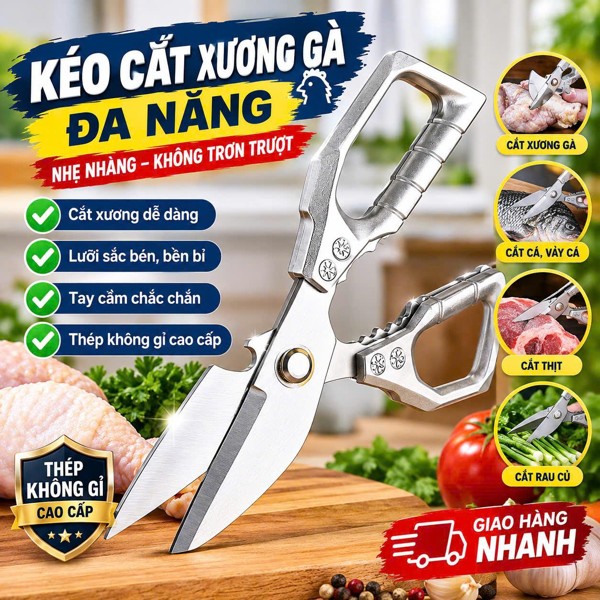 KÉO CẮT XƯƠNG GÀ
ĐA NĂNG
NHẸ NHÀNG – KHÔNG TRƠN TRƯỢT
Cắt xương dễ dàng
Lưỡi sắc bén, bền bỉ
Tay cầm chắc chắn
Thép không gỉ cao cấp
CẮT XƯƠNG GÀ
CẮT CÁ, VẢY CÁ
CẮT THỊT
CẮT RAU CỦ
THÉP
KHÔNG GỈ
CAO CẤP
GIAO HÀNG
NHANH